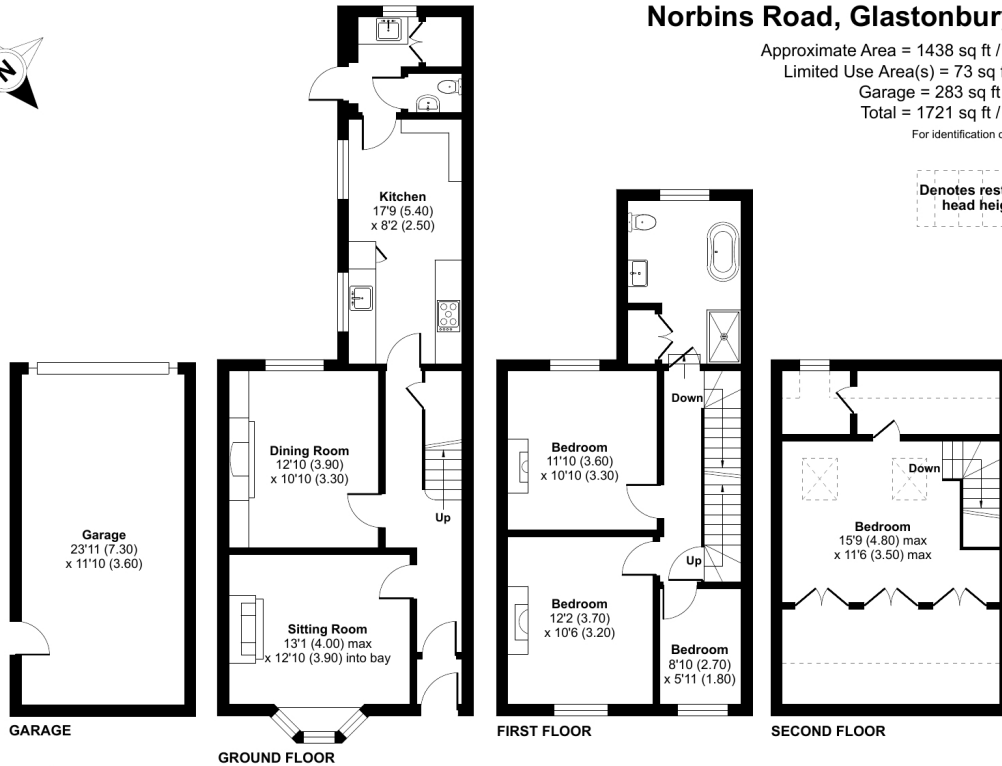 Norbins Road, Glastonbur
Approximate Area = 1438 sq ft /
Limited Use Area(s) = 73 sq f
Garage = 283 sq ft
Total = 1721 sq ft /
For identification o
N
Denotes rest
head heig
Kitchen
17'9 (5.40)
x 8'2 (2.50)
Down
Dining Room
12'10 (3.90)
x 10'10 (3.30)
Bedroom
11'10 (3.60)
x 10'10 (3.30)
Down
Up
Garage
23'11 (7.30)
x 11'10 (3.60)
Bedroom
15'9 (4.80) max
x 11'6 (3.50) max
Up
Sitting Room
13'1 (4.00) max
x 12'10 (3.90) into bay
Bedroom
12'2 (3.70)
x 10'6 (3.20)
Bedroom
8'10 (2.70)
x 5'11 (1.80)
GARAGE
GROUND FLOOR
FIRST FLOOR
SECOND FLOOR